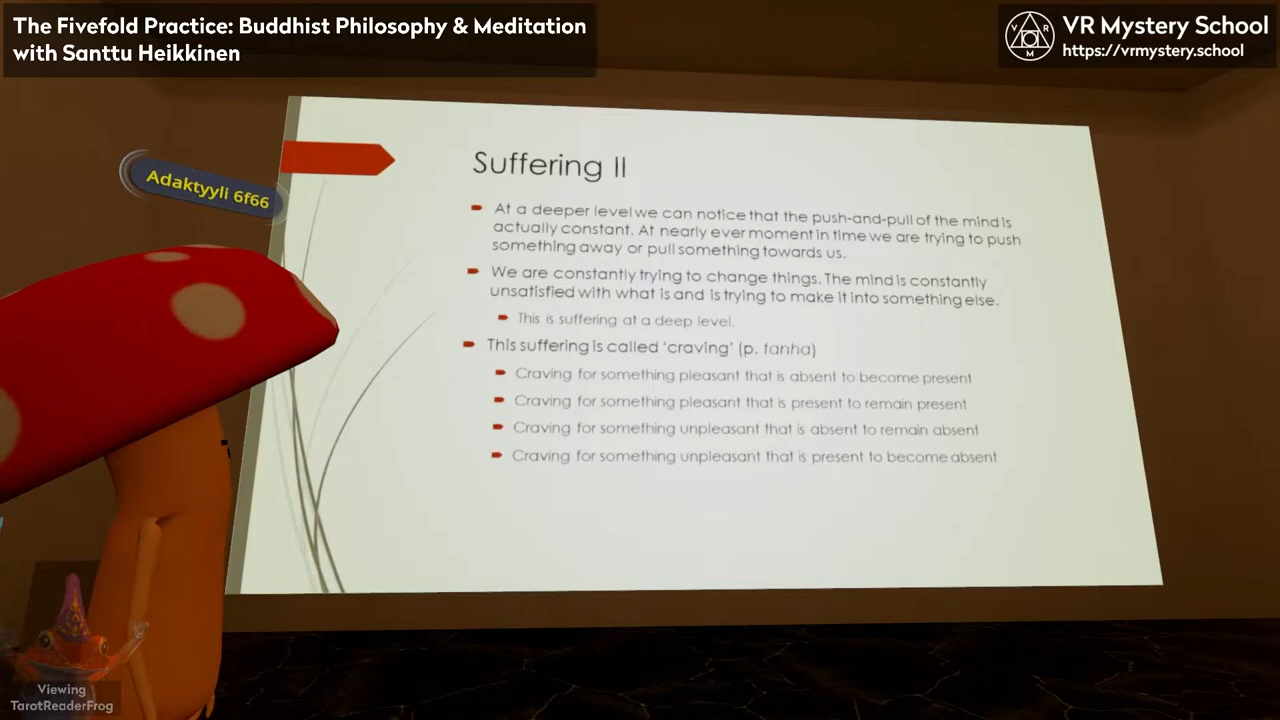 The Fivefold Practice: Buddhist Philosophy & Meditation
with Santtu Heikkinen
VR Mystery School
https://vrmystery.school
V R
M
Adaktyyli 6f66
Suffering II
At a deeper level we can notice that the push-and-pull of the mind is
actually constant. At nearly ever moment in time we are trying to push
something away or pull something towards us.
We are constantly trying to change things. The mind is constantly
unsatisfied with what is and is trying to make it into something else.
This is suffering at a deep level.
This suffering is called ‘craving’ (p. tanha)
Craving for something pleasant that is absent to become present
Craving for something pleasant that is present to remain present
Craving for something unpleasant that is absent to remain absent
Craving for something unpleasant that is present to become absent
Viewing
TarotReaderFrog